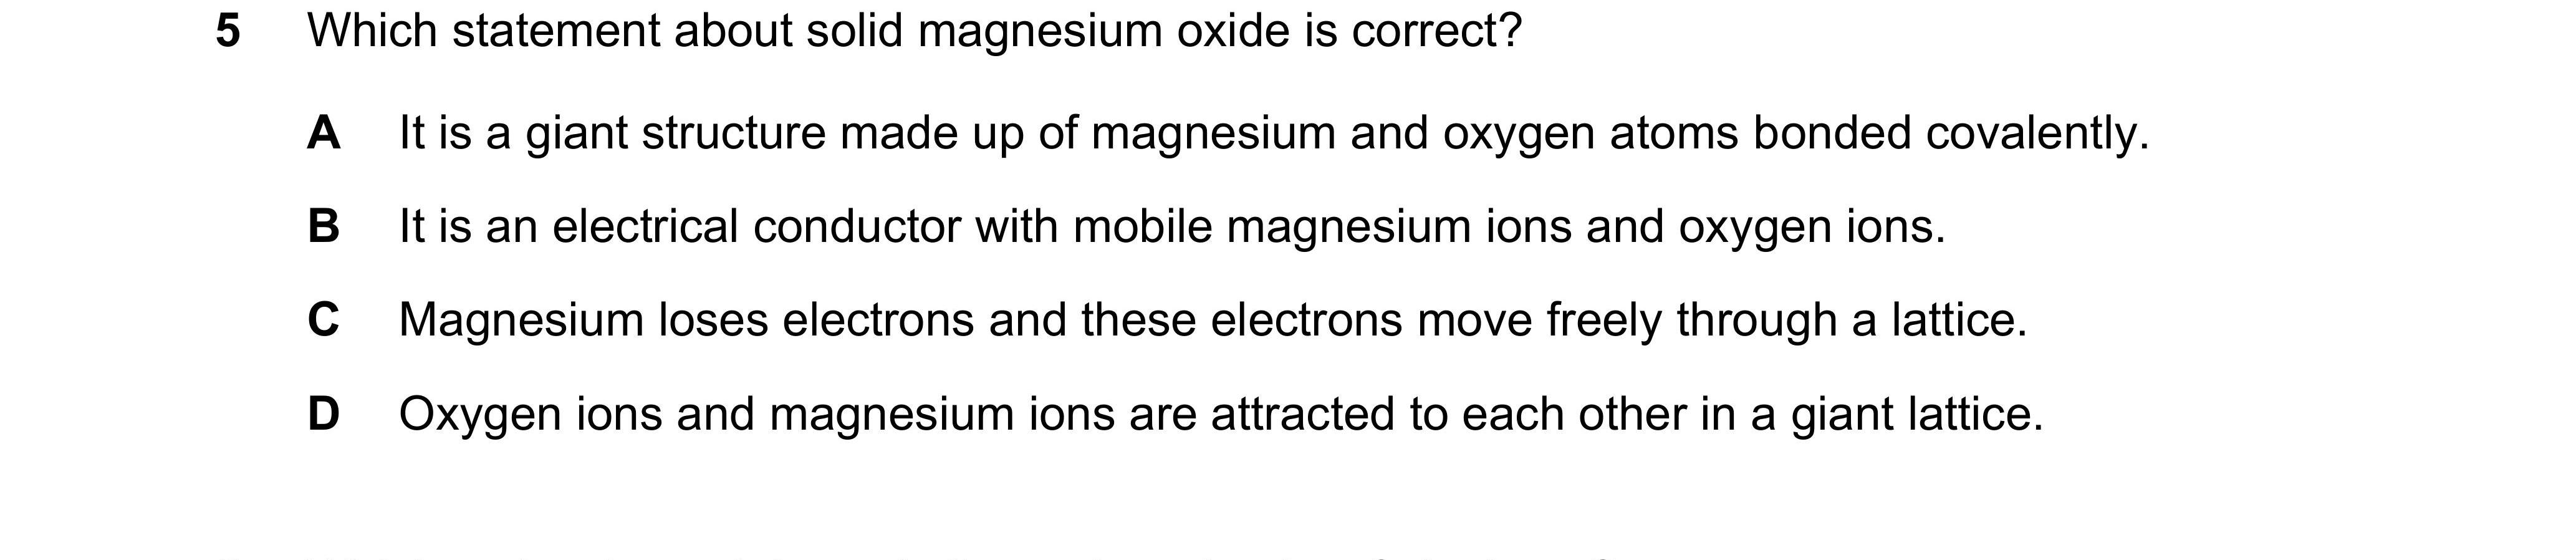 5 Which statement about solid magnesium oxide is correct?
A It is a giant structure made up of magnesium and oxygen atoms bonded covalently.
B It is an electrical conductor with mobile magnesium ions and oxygen ions.
C Magnesium loses electrons and these electrons move freely through a lattice.
D Oxygen ions and magnesium ions are attracted to each other in a giant lattice.